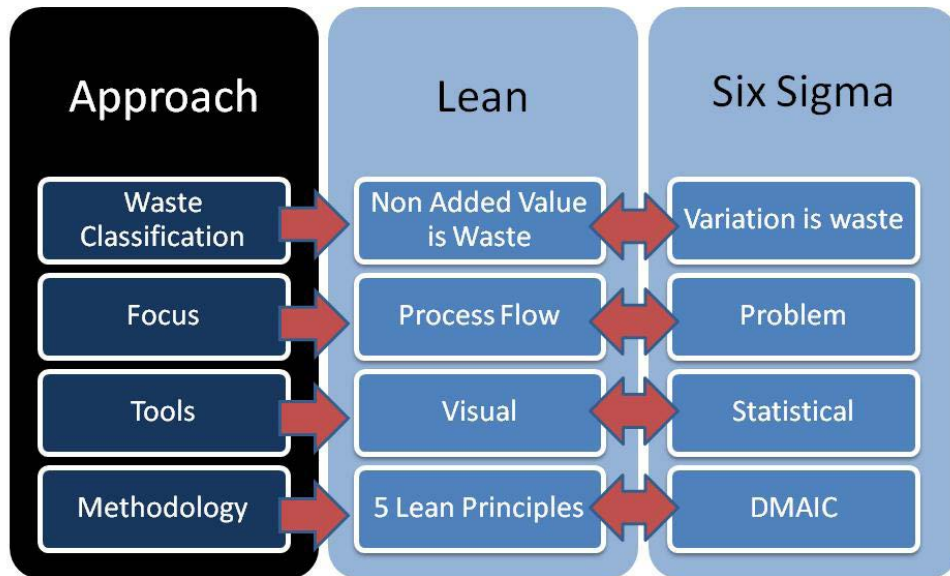 Approach
Lean
Six Sigma
Waste
Classification
Non Added Value
is Waste
Variation is waste
Focus
Process Flow
Problem
Tools
Visual
Statistical
Methodology
5 Lean Principles
DMAIC